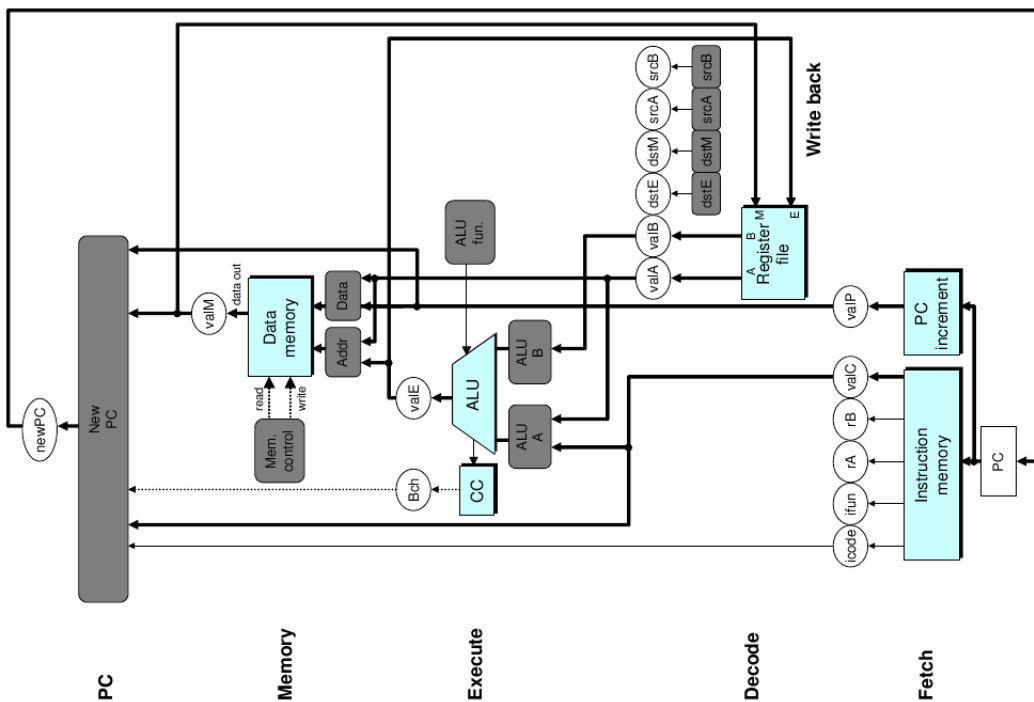 newPC
New
PC
valM
data out
read
write
Mem.
control
Data
memory
Addr
Data
Bch
valE
CC
ALU
ALU
fun.
ALU
A
ALU
B
valA
valB
dstE
dstM
srcA
srcB
dstE
dstM
srcA
srcB
A
B
M
E
Register
file
Write back
icode
ifun
rA
rB
valC
valP
Instruction
memory
PC
increment
PC
PC
Memory
Execute
Decode
Fetch